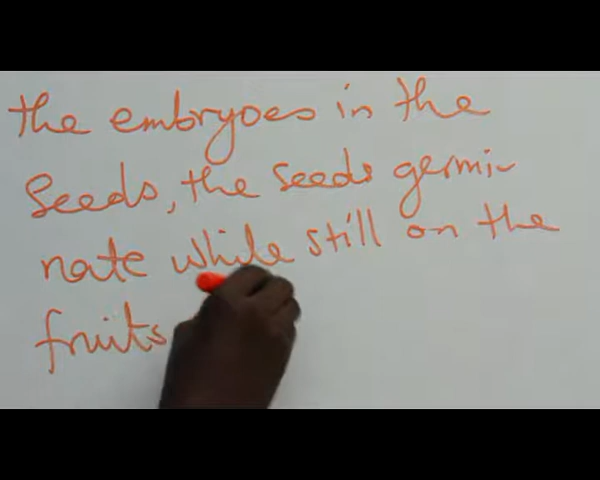 the embryoes in the
Seeds, the seeds germi-
nate while still on the
fruits